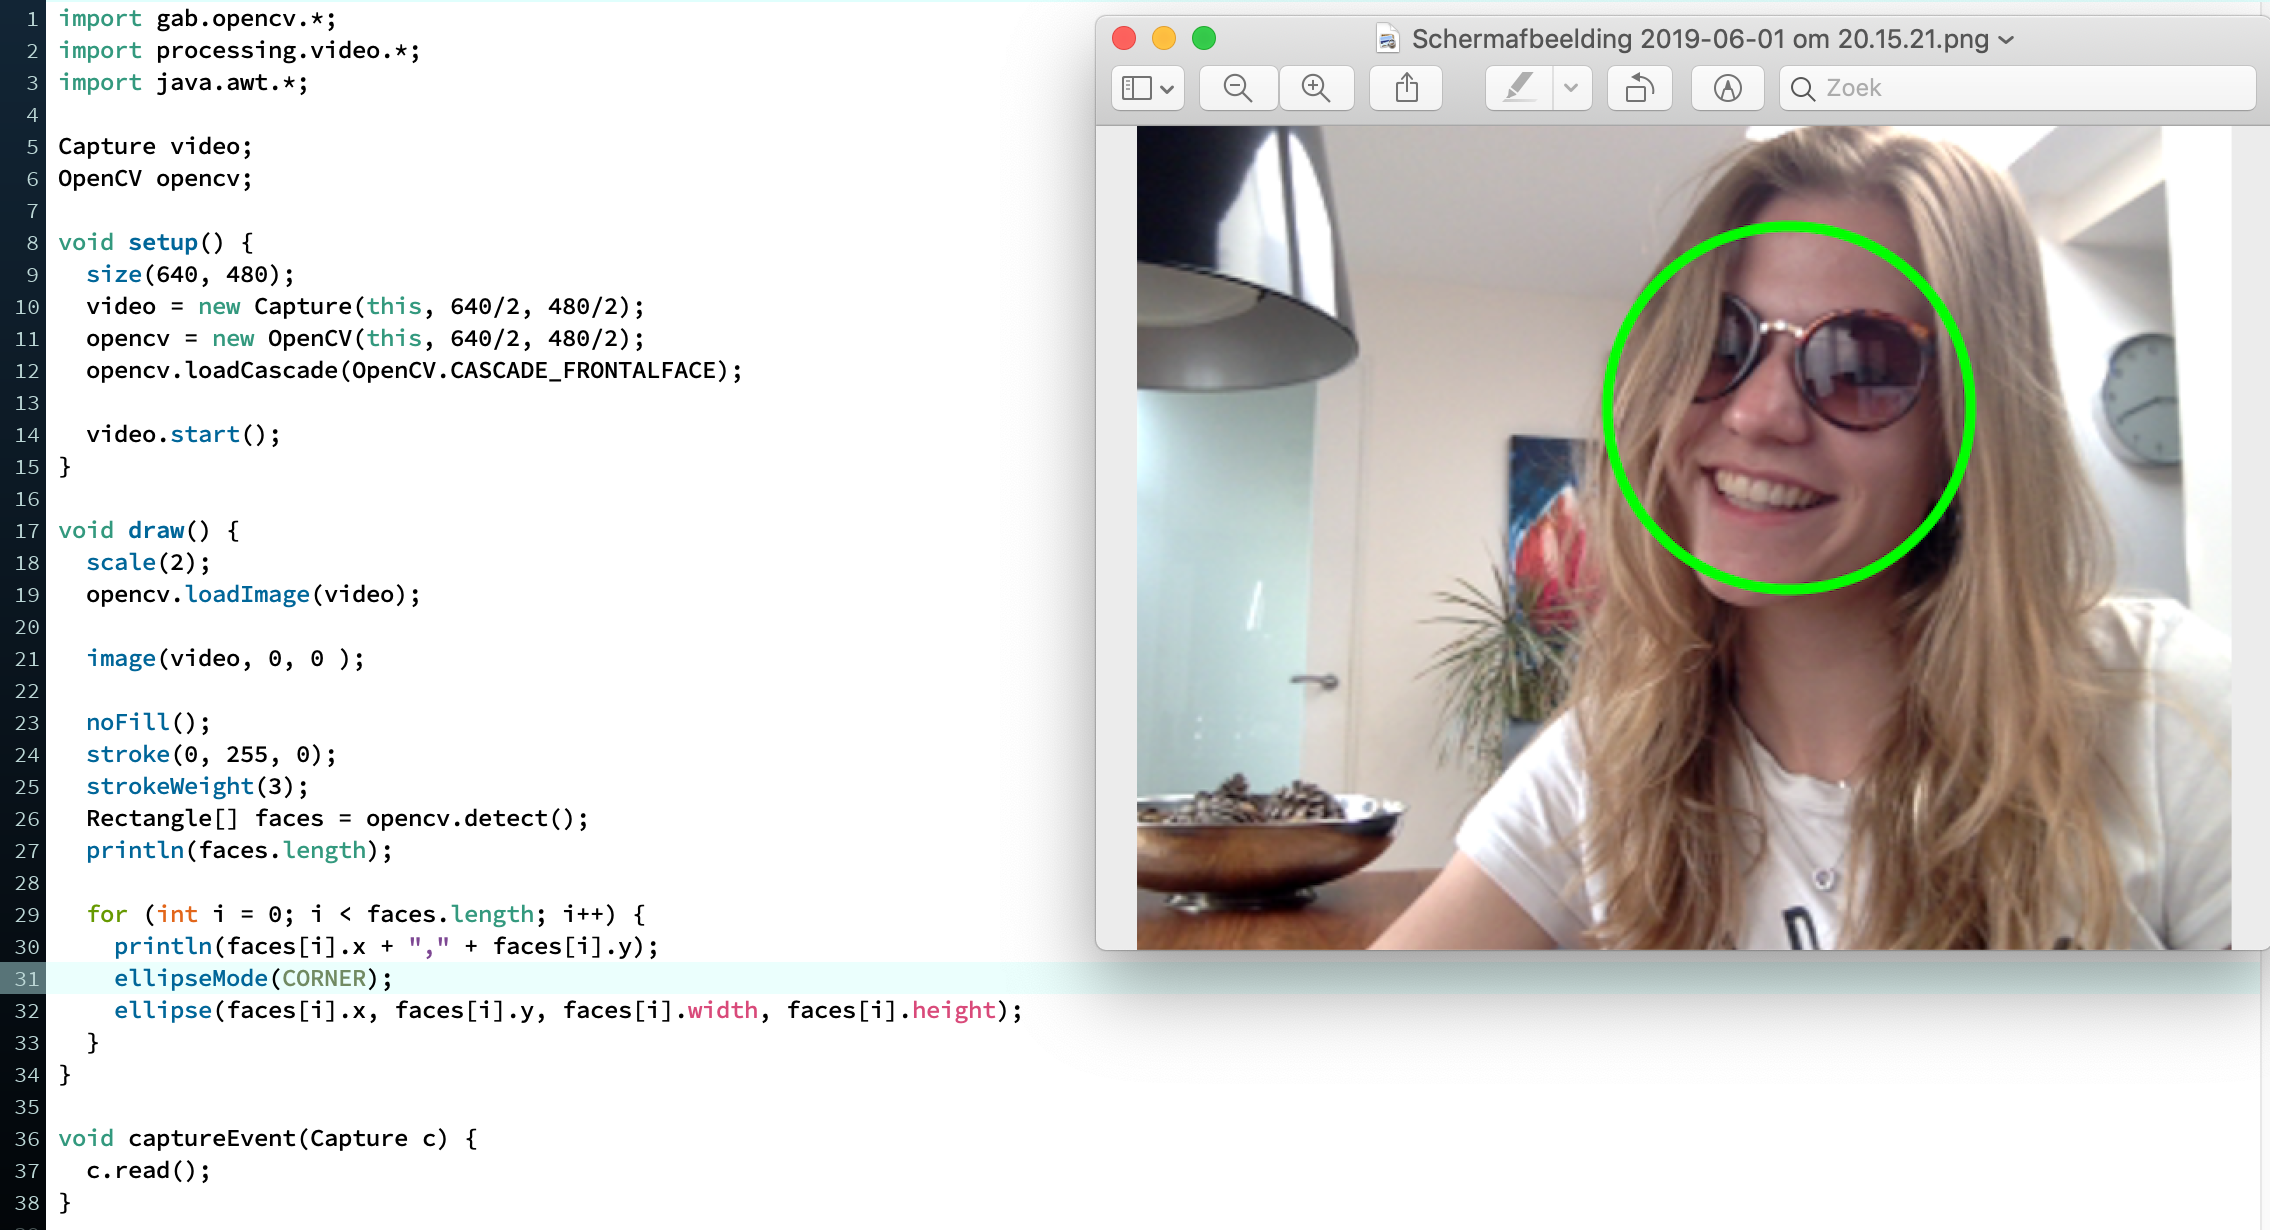 1 import gab.opencv.*;
2 import processing.video.*;
3 import java.awt.*;
4
5 Capture video;
6 OpenCV opencv;
7
8 void setup() {
9   size(640, 480);
10   video = new Capture(this, 640/2, 480/2);
11   opencv = new OpenCV(this, 640/2, 480/2);
12   opencv.loadCascade(OpenCV.CASCADE_FRONTALFACE);
13
14   video.start();
15 }
16
17 void draw() {
18   scale(2);
19   opencv.loadImage(video);
20
21   image(video, 0, 0 );
22
23   noFill();
24   stroke(0, 255, 0);
25   strokeWeight(3);
26   Rectangle[] faces = opencv.detect();
27   println(faces.length);
28
29   for (int i = 0; i < faces.length; i++) {
30     println(faces[i].x + "," + faces[i].y);
31     ellipseMode(CORNER);
32     ellipse(faces[i].x, faces[i].y, faces[i].width, faces[i].height);
33   }
34 }
35
36 void captureEvent(Capture c) {
37   c.read();
38 }
Schermafbeelding 2019-06-01 om 20.15.21.png
Zoek